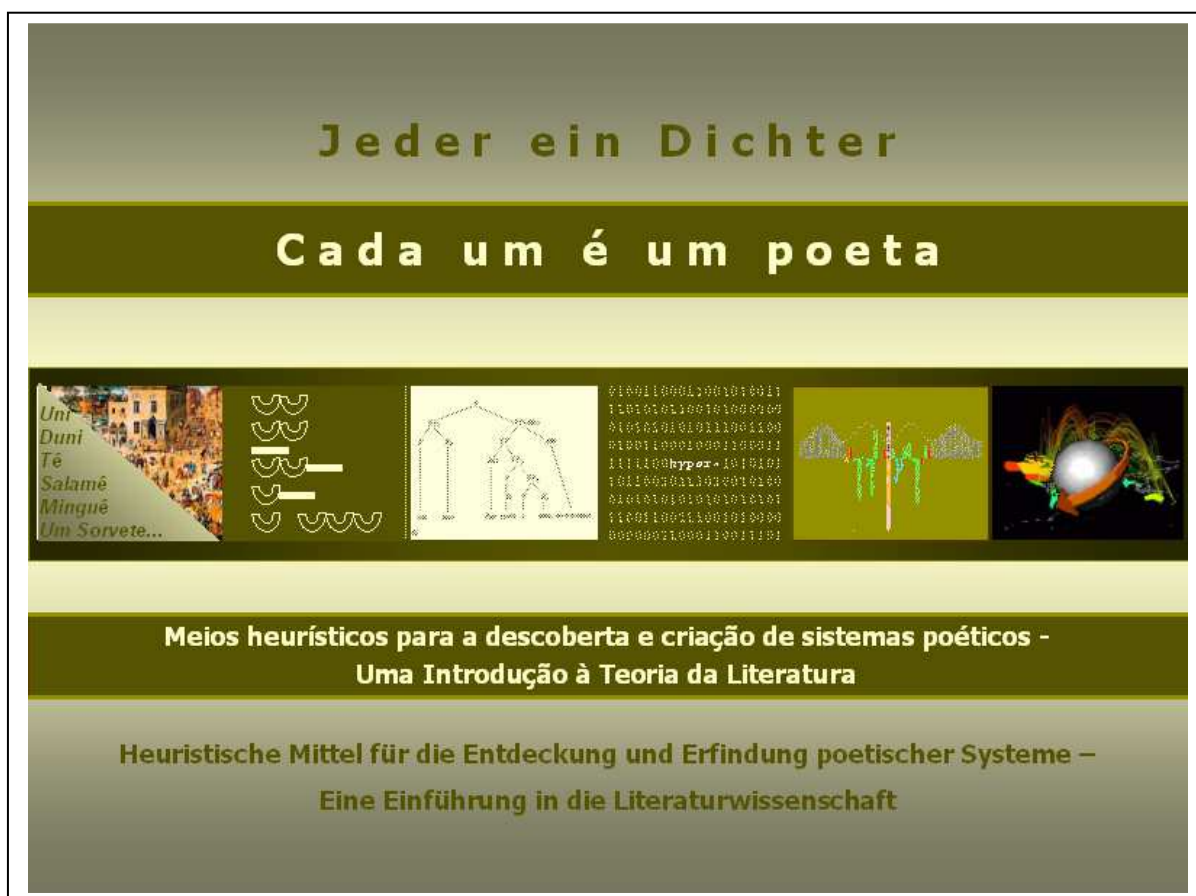 Jeder ein Dichter
Cada um é um poeta
Uni
Duni
Tê
Salamê
Minguê
Um Sorvete...
hyper-
Meios heurísticos para a descoberta e criação de sistemas poéticos -
Uma Introdução à Teoria da Literatura
Heuristische Mittel für die Entdeckung und Erfindung poetischer Systeme –
Eine Einführung in die Literaturwissenschaft